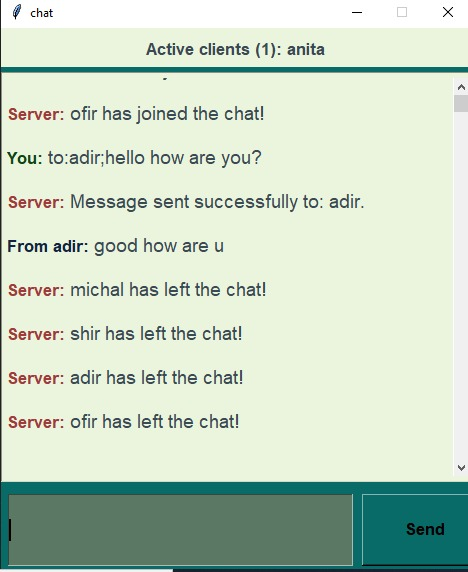 chat
Active clients (1): anita
Server: ofir has joined the chat!
You: to:adir;hello how are you?
Server: Message sent successfully to: adir.
From adir: good how are u
Server: michal has left the chat!
Server: shir has left the chat!
Server: adir has left the chat!
Server: ofir has left the chat!
Send